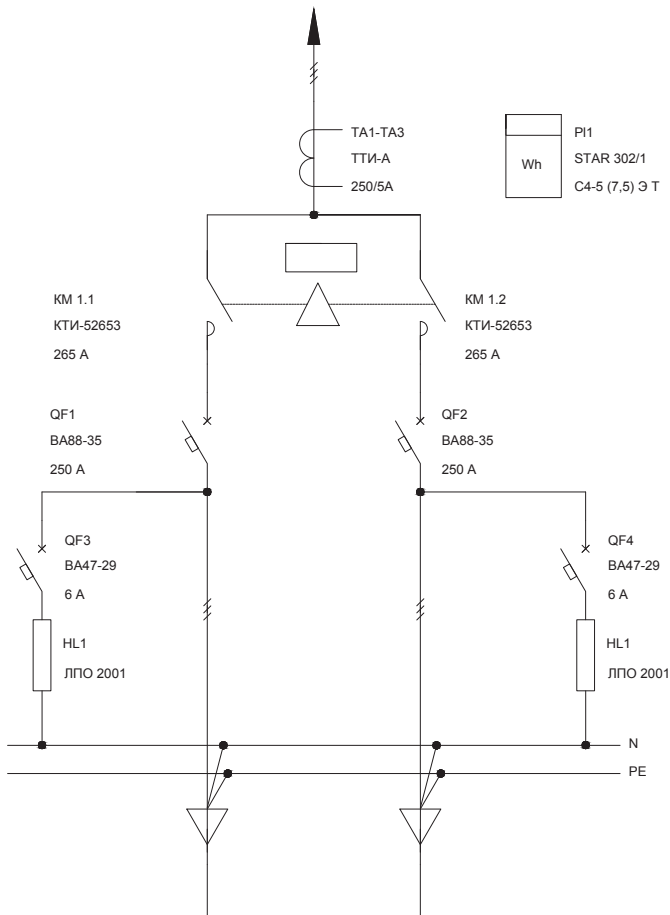 TA1-TA3
ТТИ-А
250/5А
Wh
PI1
STAR 302/1
C4-5 (7,5) Э Т
КМ 1.1
КТИ-52653
265 А
КМ 1.2
КТИ-52653
265 А
QF1
ВА88-35
250 А
QF2
ВА88-35
250 А
QF3
ВА47-29
6 А
QF4
ВА47-29
6 А
HL1
ЛПО 2001
HL1
ЛПО 2001
N
PE